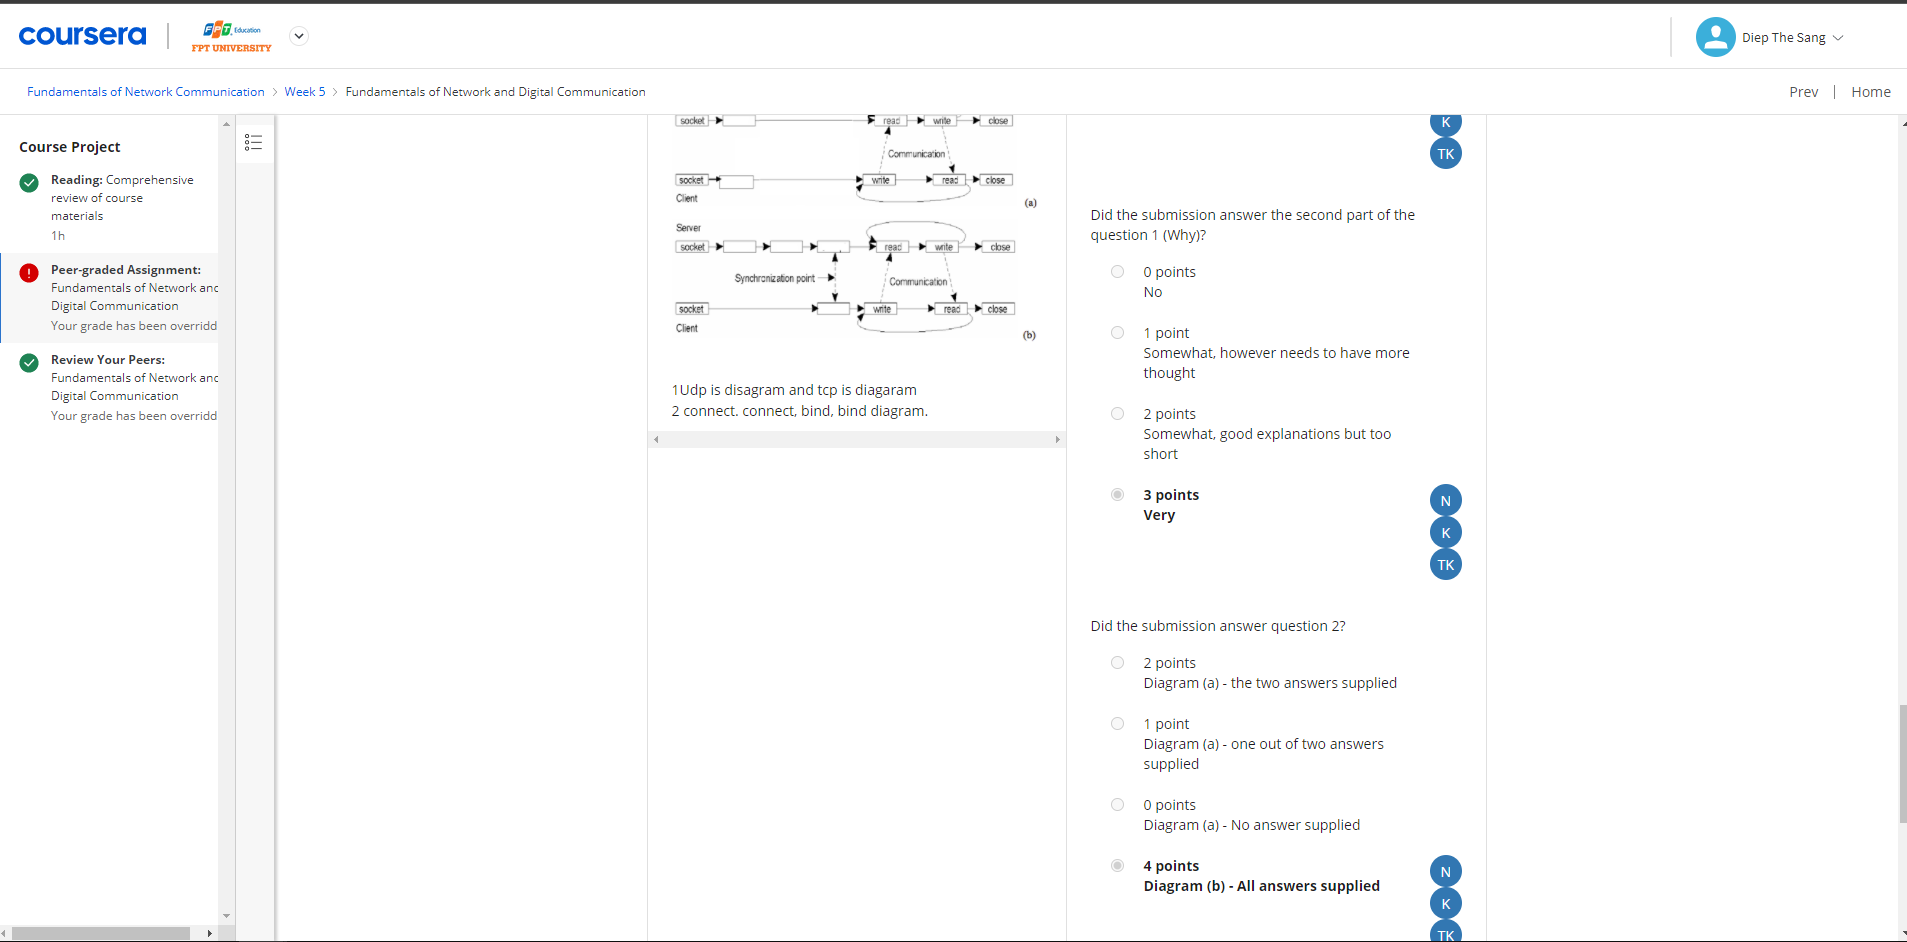 coursera
FPT Education
FPT UNIVERSITY
Diep The Sang
Fundamentals of Network Communication > Week 5 > Fundamentals of Network and Digital Communication
Prev | Home
Course Project
Reading: Comprehensive
review of course
materials
1h
Peer-graded Assignment:
Fundamentals of Network and
Digital Communication
Your grade has been overridd
Review Your Peers:
Fundamentals of Network and
Digital Communication
Your grade has been overridd
socket read write close
Communication
socket write read close
Client
(a)
Server
socket read write close
Synchronization point
Communication
socket write read close
Client
(b)
1Udp is disagram and tcp is diagaram
2 connect. connect, bind, bind diagram.
K
TK
Did the submission answer the second part of the
question 1 (Why)?
0 points
No
1 point
Somewhat, however needs to have more
thought
2 points
Somewhat, good explanations but too
short
3 points
Very
N
K
TK
Did the submission answer question 2?
2 points
Diagram (a) - the two answers supplied
1 point
Diagram (a) - one out of two answers
supplied
0 points
Diagram (a) - No answer supplied
4 points
Diagram (b) - All answers supplied
N
K
TK